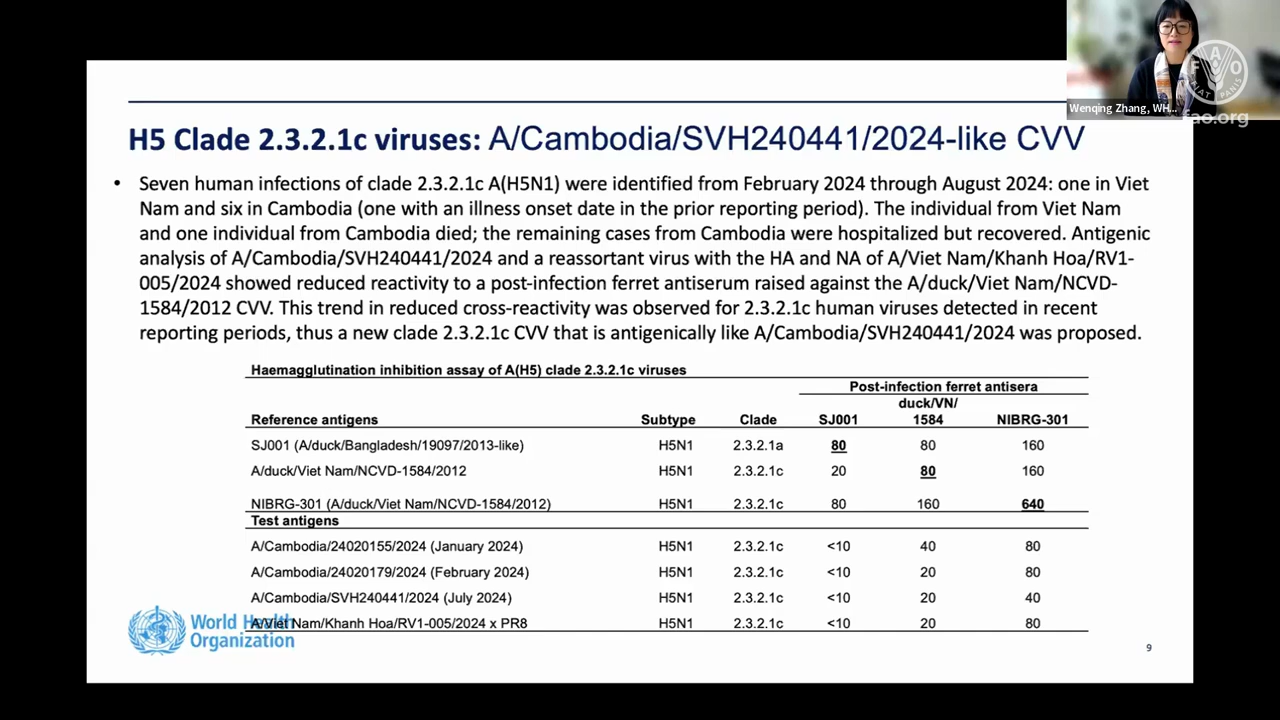 Wenqing Zhang, WH...
FAO
FIAT PANIS
fao.org
H5 Clade 2.3.2.1c viruses: A/Cambodia/SVH240441/2024-like CVV
• Seven human infections of clade 2.3.2.1c A(H5N1) were identified from February 2024 through August 2024: one in Viet
Nam and six in Cambodia (one with an illness onset date in the prior reporting period). The individual from Viet Nam
and one individual from Cambodia died; the remaining cases from Cambodia were hospitalized but recovered. Antigenic
analysis of A/Cambodia/SVH240441/2024 and a reassortant virus with the HA and NA of A/Viet Nam/Khanh Hoa/RV1-
005/2024 showed reduced reactivity to a post-infection ferret antiserum raised against the A/duck/Viet Nam/NCVD-
1584/2012 CVV. This trend in reduced cross-reactivity was observed for 2.3.2.1c human viruses detected in recent
reporting periods, thus a new clade 2.3.2.1c CVV that is antigenically like A/Cambodia/SVH240441/2024 was proposed.
Haemagglutination inhibition assay of A(H5) clade 2.3.2.1c viruses
Post-infection ferret antisera
duck/VN/
Reference antigens Subtype Clade SJ001 1584 NIBRG-301
SJ001 (A/duck/Bangladesh/19097/2013-like) H5N1 2.3.2.1a 80 80 160
A/duck/Viet Nam/NCVD-1584/2012 H5N1 2.3.2.1c 20 80 160
NIBRG-301 (A/duck/Viet Nam/NCVD-1584/2012) H5N1 2.3.2.1c 80 160 640
Test antigens
A/Cambodia/24020155/2024 (January 2024) H5N1 2.3.2.1c <10 40 80
A/Cambodia/24020179/2024 (February 2024) H5N1 2.3.2.1c <10 20 80
A/Cambodia/SVH240441/2024 (July 2024) H5N1 2.3.2.1c <10 20 40
A/Viet Nam/Khanh Hoa/RV1-005/2024 x PR8 H5N1 2.3.2.1c <10 20 80
World Health
Organization
9